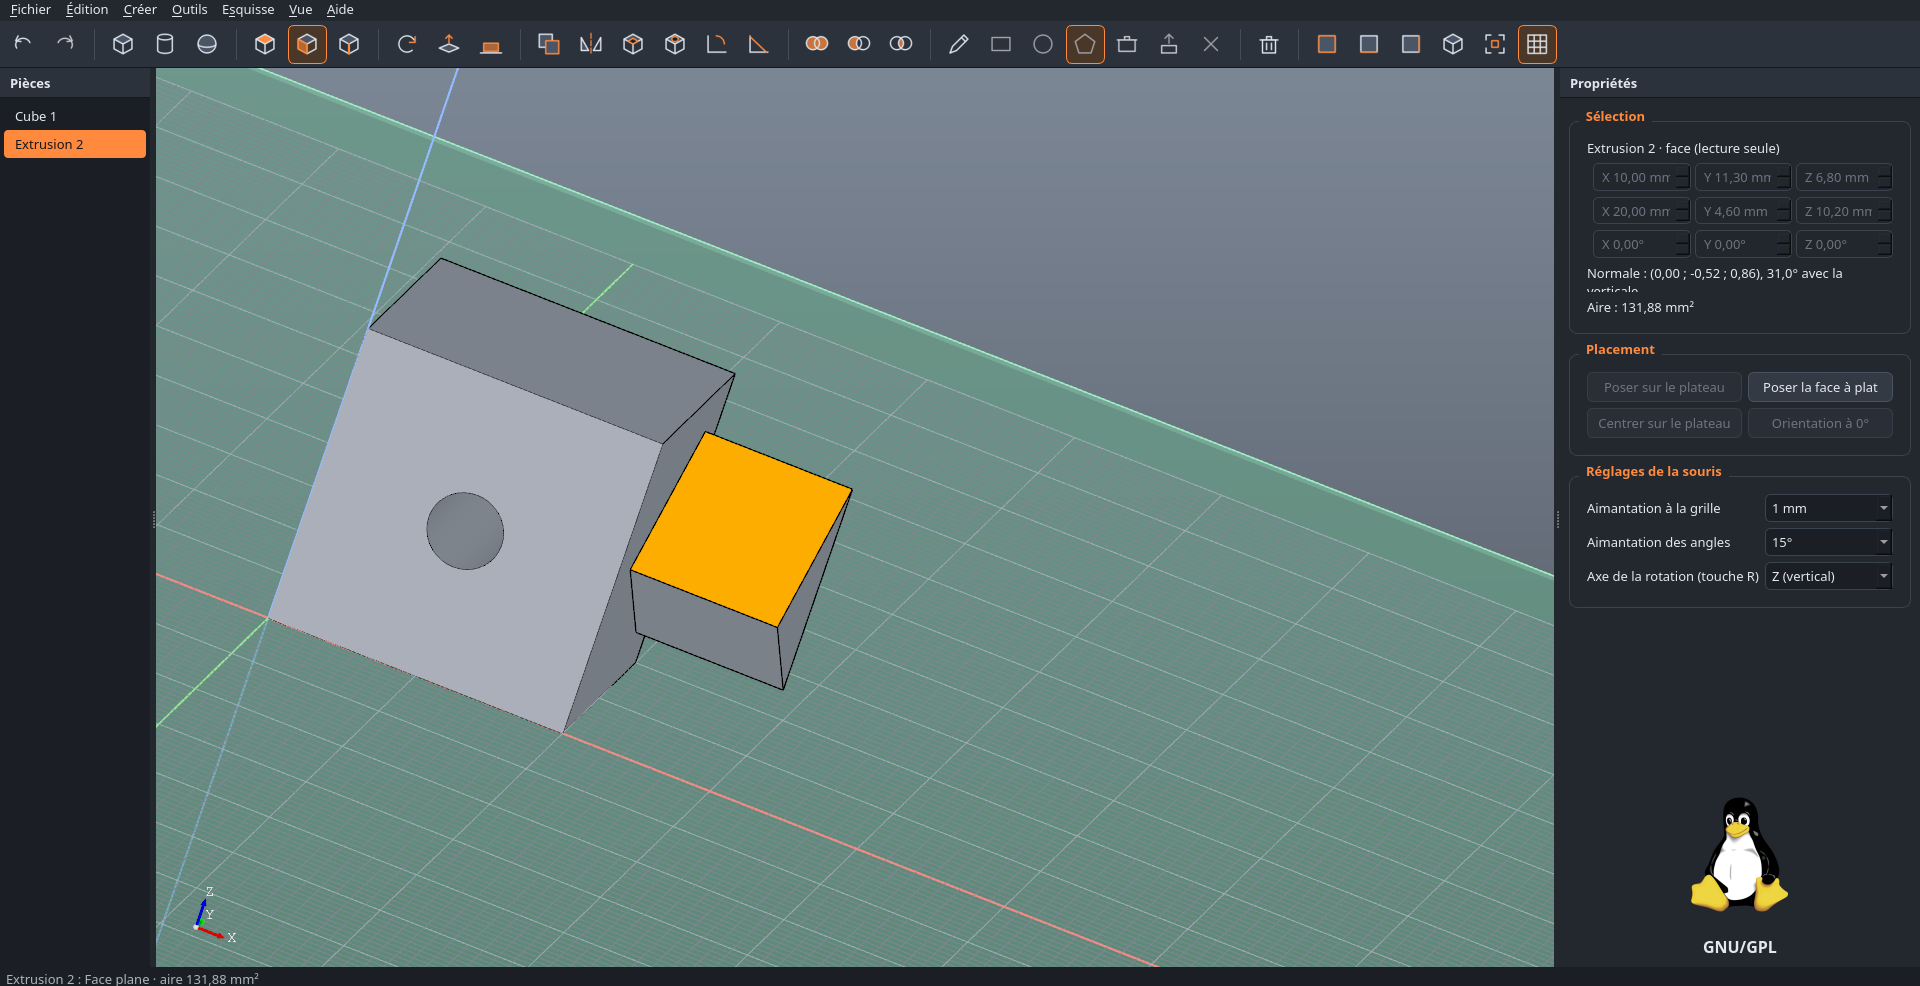 Fichier Édition Créer Outils Esquisse Vue Aide
Pièces
Cube 1
Extrusion 2
Propriétés
Sélection
Extrusion 2 · face (lecture seule)
X 10,00 mm Y 11,30 mm Z 6,80 mm
X 20,00 mm Y 4,60 mm Z 10,20 mm
X 0,00° Y 0,00° Z 0,00°
Normale : (0,00 ; -0,52 ; 0,86), 31,0° avec la
verticale
Aire : 131,88 mm²
Placement
Poser sur le plateau Poser la face à plat
Centrer sur le plateau Orientation à 0°
Réglages de la souris
Aimantation à la grille 1 mm
Aimantation des angles 15°
Axe de la rotation (touche R) Z (vertical)
Z
Y
X
GNU/GPL
Extrusion 2 : Face plane · aire 131,88 mm²